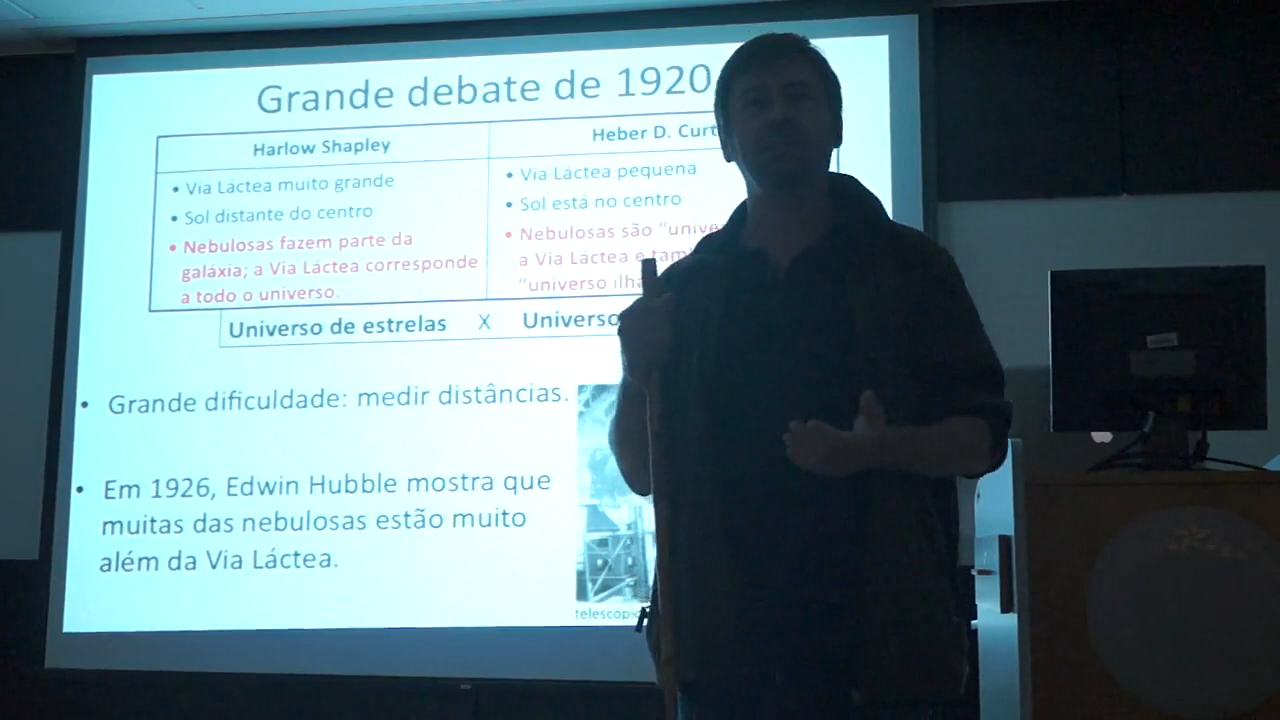 Grande debate de 1920
Harlow Shapley
Heber D. Curt
• Via Láctea muito grande
• Sol distante do centro
• Nebulosas fazem parte da
galáxia; a Via Láctea corresponde
a todo o universo.
• Via Láctea pequena
• Sol está no centro
• Nebulosas são “unive
a Via Láctea é tam
“universo ilha
Universo de estrelas X Universo
• Grande dificuldade: medir distâncias.
• Em 1926, Edwin Hubble mostra que
muitas das nebulosas estão muito
além da Via Láctea.
telescóp